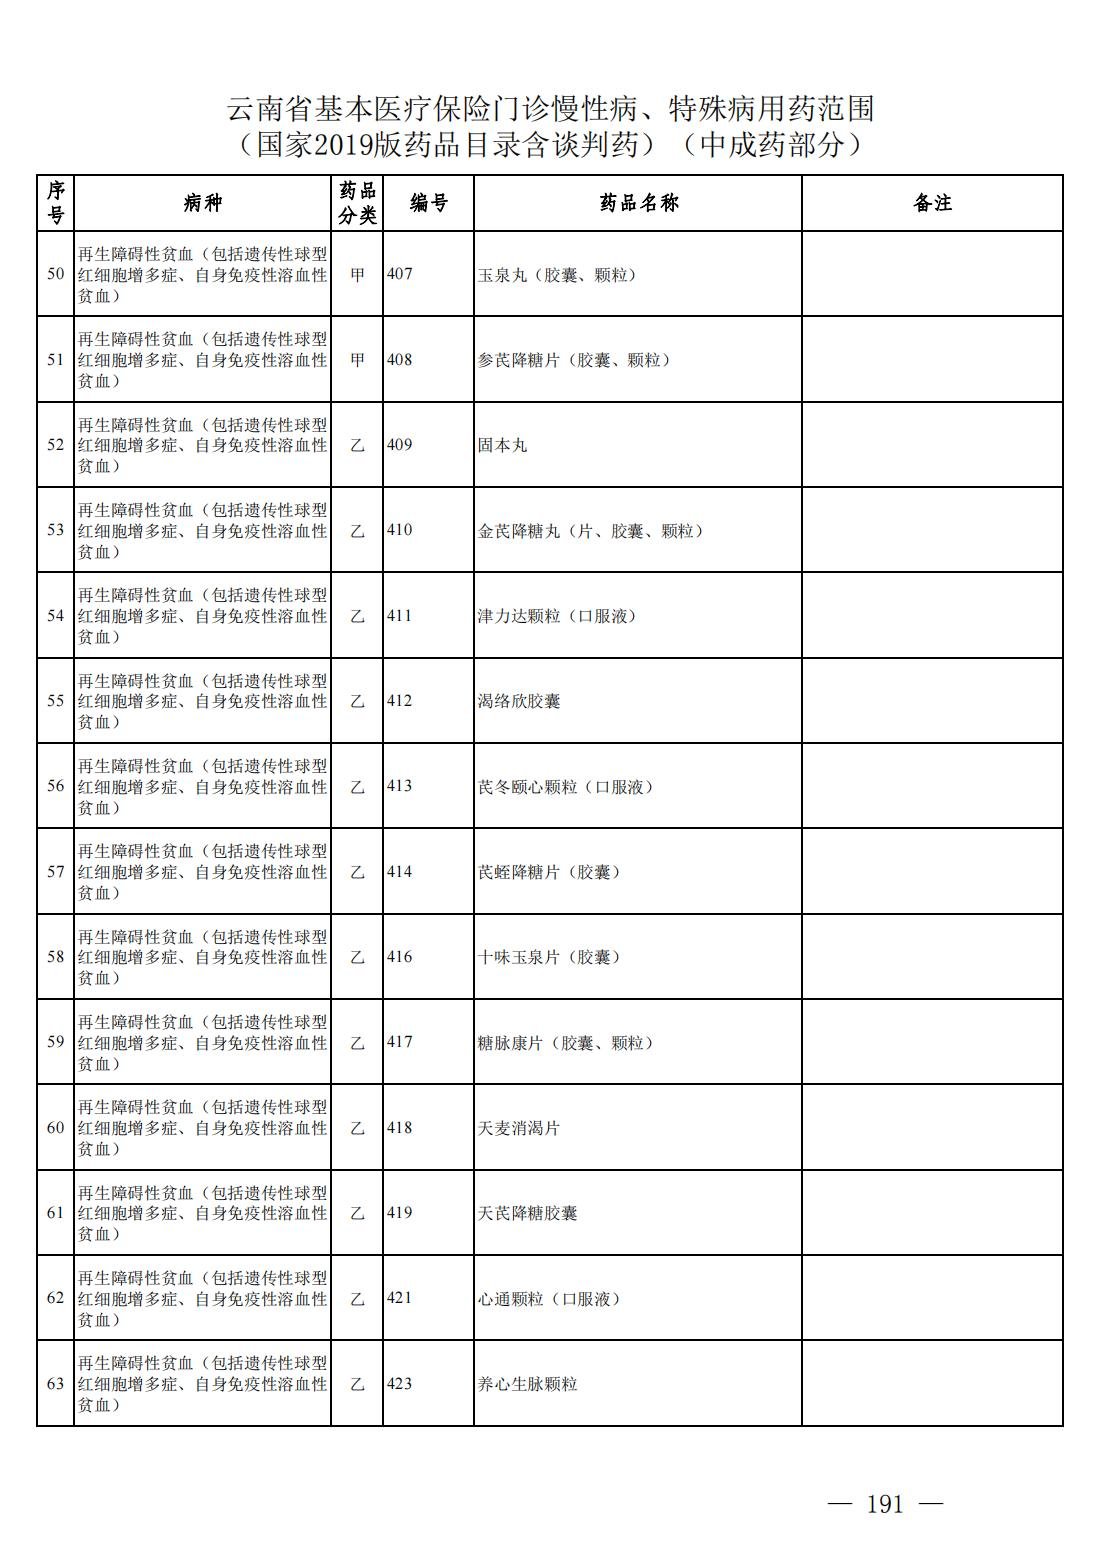 云南省基本医疗保险门诊慢性病、特殊病用药范围
（国家2019版药品目录含谈判药）（中成药部分）
序号 病种 药品分类 编号 药品名称 备注
50 再生障碍性贫血（包括遗传性球型红细胞增多症、自身免疫性溶血性贫血） 甲 407 玉泉丸（胶囊、颗粒）
51 再生障碍性贫血（包括遗传性球型红细胞增多症、自身免疫性溶血性贫血） 甲 408 参芪降糖片（胶囊、颗粒）
52 再生障碍性贫血（包括遗传性球型红细胞增多症、自身免疫性溶血性贫血） 乙 409 固本丸
53 再生障碍性贫血（包括遗传性球型红细胞增多症、自身免疫性溶血性贫血） 乙 410 金芪降糖丸（片、胶囊、颗粒）
54 再生障碍性贫血（包括遗传性球型红细胞增多症、自身免疫性溶血性贫血） 乙 411 津力达颗粒（口服液）
55 再生障碍性贫血（包括遗传性球型红细胞增多症、自身免疫性溶血性贫血） 乙 412 渴络欣胶囊
56 再生障碍性贫血（包括遗传性球型红细胞增多症、自身免疫性溶血性贫血） 乙 413 芪冬颐心颗粒（口服液）
57 再生障碍性贫血（包括遗传性球型红细胞增多症、自身免疫性溶血性贫血） 乙 414 芪蛭降糖片（胶囊）
58 再生障碍性贫血（包括遗传性球型红细胞增多症、自身免疫性溶血性贫血） 乙 416 十味玉泉片（胶囊）
59 再生障碍性贫血（包括遗传性球型红细胞增多症、自身免疫性溶血性贫血） 乙 417 糖脉康片（胶囊、颗粒）
60 再生障碍性贫血（包括遗传性球型红细胞增多症、自身免疫性溶血性贫血） 乙 418 天麦消渴片
61 再生障碍性贫血（包括遗传性球型红细胞增多症、自身免疫性溶血性贫血） 乙 419 天芪降糖胶囊
62 再生障碍性贫血（包括遗传性球型红细胞增多症、自身免疫性溶血性贫血） 乙 421 心通颗粒（口服液）
63 再生障碍性贫血（包括遗传性球型红细胞增多症、自身免疫性溶血性贫血） 乙 423 养心生脉颗粒
— 191 —